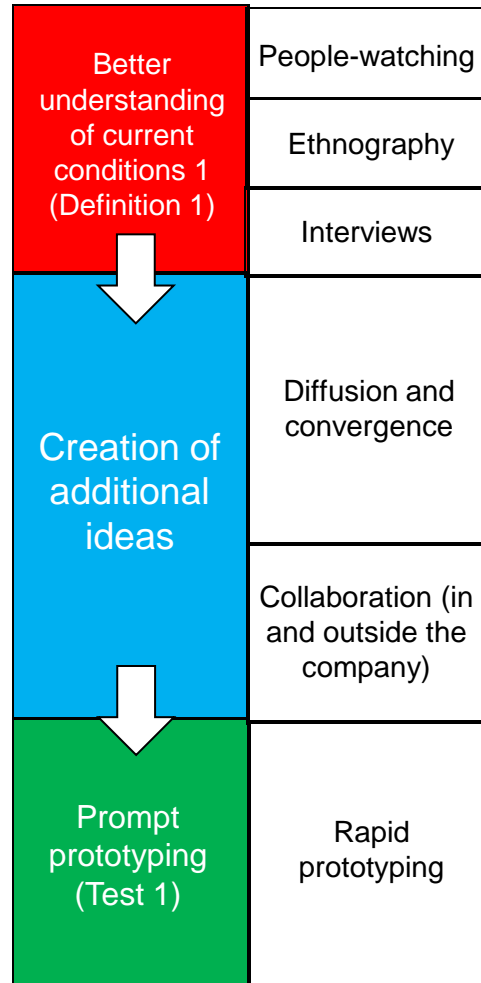 Better
understanding
of current
conditions 1
(Definition 1)
People-watching
Ethnography
Interviews
Creation of
additional
ideas
Diffusion and
convergence
Collaboration (in
and outside the
company)
Prompt
prototyping
(Test 1)
Rapid
prototyping